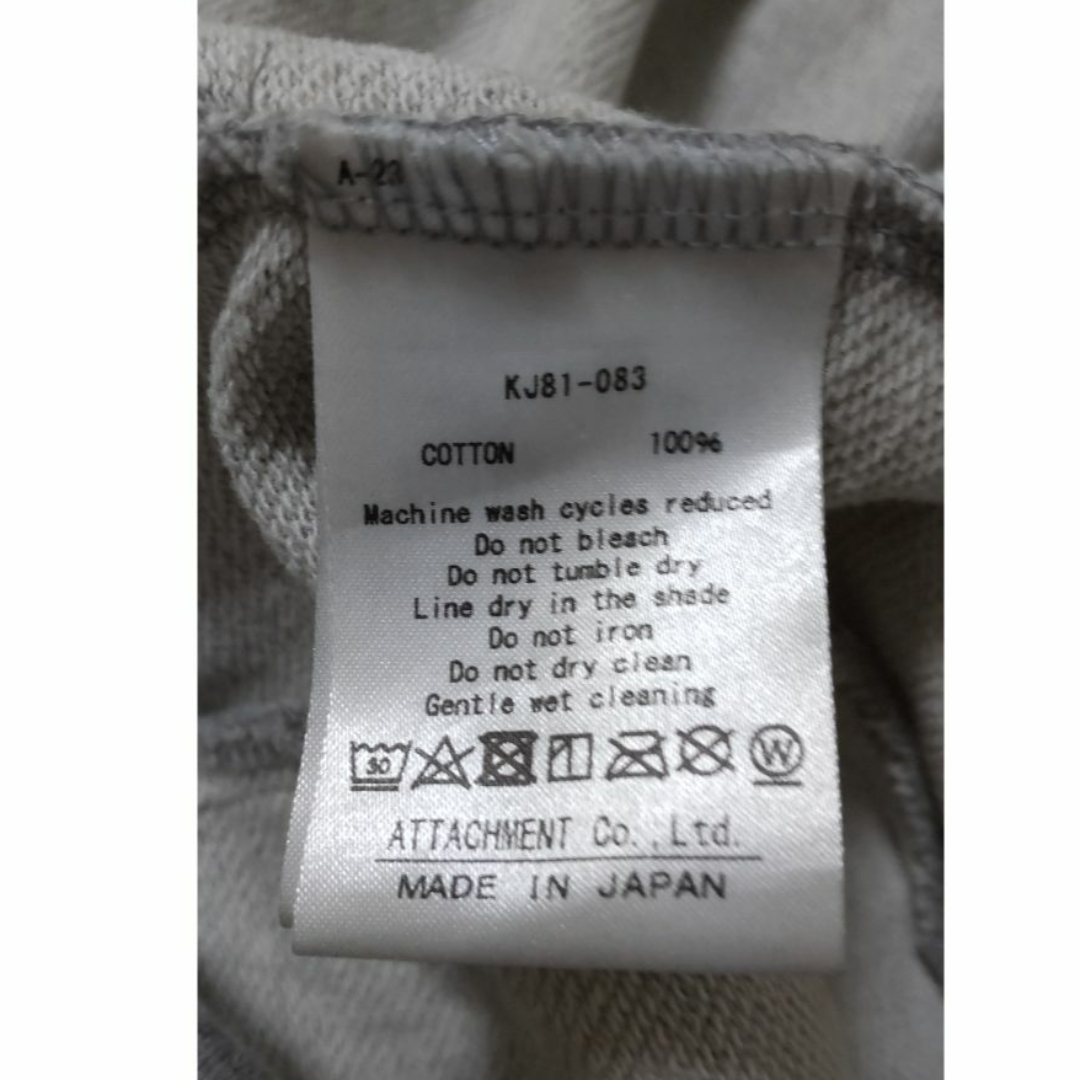 A-23
KJ81-083
COTTON 100%
Machine wash cycles reduced
Do not bleach
Do not tumble dry
Line dry in the shade
Do not iron
Do not dry clean
Gentle wet cleaning
30 W
ATTACHMENT Co.,Ltd.
MADE IN JAPAN